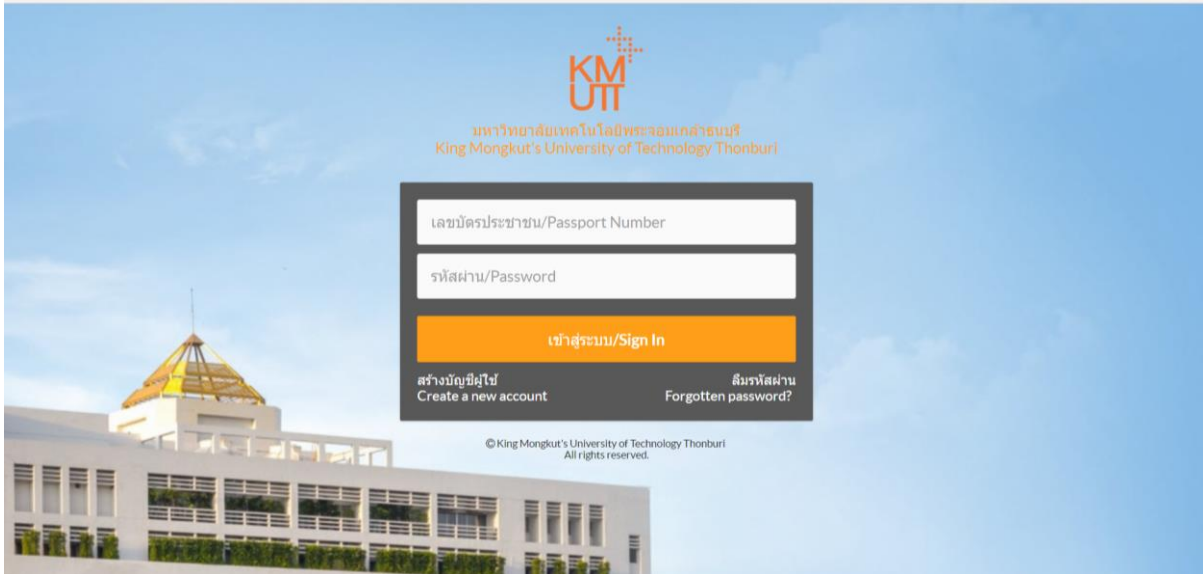 KM
UTT
มหาวิทยาลัยเทคโนโลยีพระจอมเกล้าธนบุรี
King Mongkut's University of Technology Thonburi
เลขบัตรประชาชน/Passport Number
รหัสผ่าน/Password
เข้าสู่ระบบ/Sign In
สร้างบัญชีผู้ใช้
Create a new account
ลืมรหัสผ่าน
Forgotten password?
© King Mongkut's University of Technology Thonburi
All rights reserved.